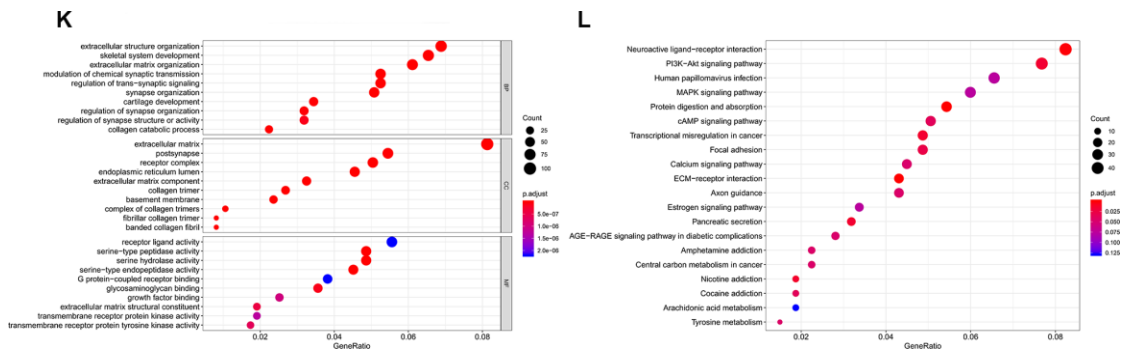 K
extracellular structure organization
skeletal system development
extracellular matrix organization
modulation of chemical synaptic transmission
regulation of trans-synaptic signaling
synapse organization
cartilage development
regulation of synapse organization
regulation of synapse structure or activity
collagen catabolic process
BP
extracellular matrix
postsynapse
receptor complex
endoplasmic reticulum lumen
extracellular matrix component
collagen trimer
basement membrane
complex of collagen trimers
fibrillar collagen trimer
banded collagen fibril
CC
receptor ligand activity
serine-type peptidase activity
serine hydrolase activity
serine-type endopeptidase activity
G protein-coupled receptor binding
glycosaminoglycan binding
growth factor binding
extracellular matrix structural constituent
transmembrane receptor protein kinase activity
transmembrane receptor protein tyrosine kinase activity
MF
0.02 0.04 0.06 0.08
GeneRatio
Count
25
50
75
100
p.adjust
5.0e-07
1.0e-06
1.5e-06
2.0e-06
L
Neuroactive ligand-receptor interaction
PI3K-Akt signaling pathway
Human papillomavirus infection
MAPK signaling pathway
Protein digestion and absorption
cAMP signaling pathway
Transcriptional misregulation in cancer
Focal adhesion
Calcium signaling pathway
ECM-receptor interaction
Axon guidance
Estrogen signaling pathway
Pancreatic secretion
AGE-RAGE signaling pathway in diabetic complications
Amphetamine addiction
Central carbon metabolism in cancer
Nicotine addiction
Cocaine addiction
Arachidonic acid metabolism
Tyrosine metabolism
0.02 0.04 0.06 0.08
GeneRatio
Count
10
20
30
40
p.adjust
0.025
0.050
0.075
0.100
0.125